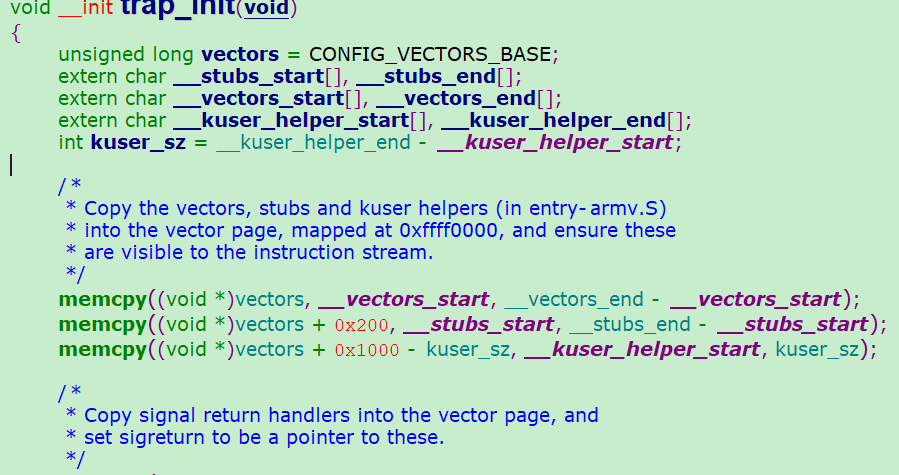 void __init trap_init(void)
{
unsigned long vectors = CONFIG_VECTORS_BASE;
extern char __stubs_start[], __stubs_end[];
extern char __vectors_start[], __vectors_end[];
extern char __kuser_helper_start[], __kuser_helper_end[];
int kuser_sz = __kuser_helper_end - __kuser_helper_start;
/*
* Copy the vectors, stubs and kuser helpers (in entry-armv.S)
* into the vector page, mapped at 0xffff0000, and ensure these
* are visible to the instruction stream.
*/
memcpy((void *)vectors, __vectors_start, __vectors_end - __vectors_start);
memcpy((void *)vectors + 0x200, __stubs_start, __stubs_end - __stubs_start);
memcpy((void *)vectors + 0x1000 - kuser_sz, __kuser_helper_start, kuser_sz);
/*
* Copy signal return handlers into the vector page, and
* set sigreturn to be a pointer to these.
*/